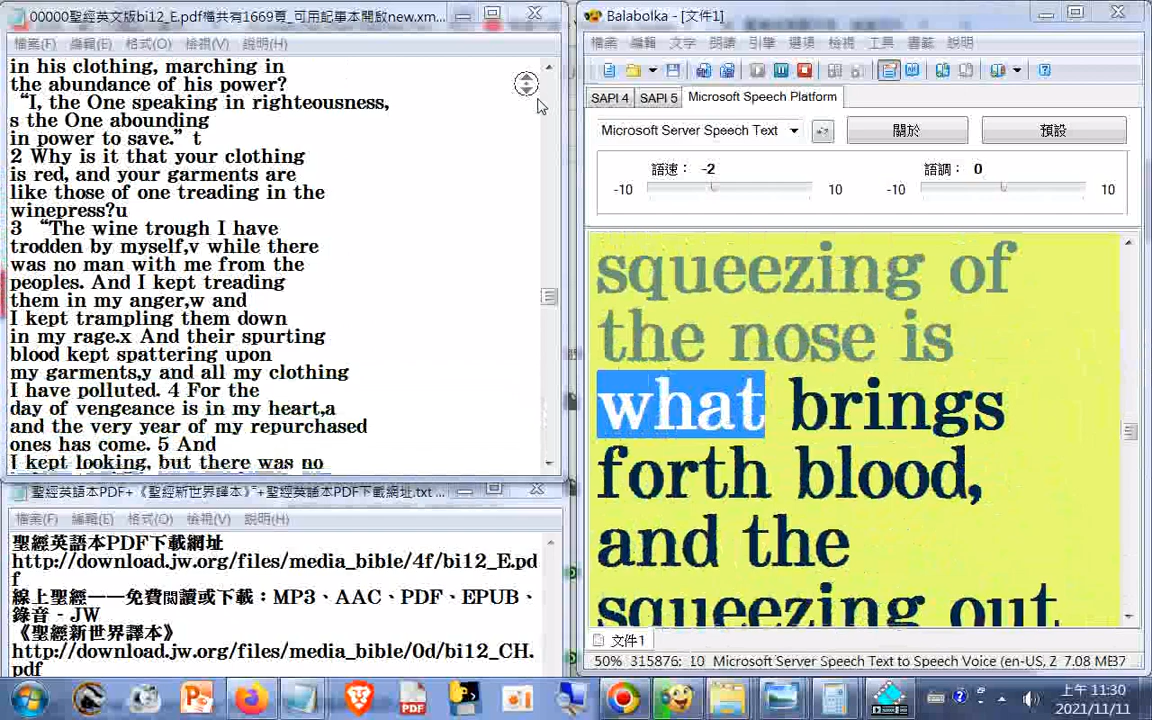 00000聖經英文版bi12_E.pdf檔共有1669頁_可用記事本開啟new.xm...
檔案(F) 編輯(E) 格式(O) 檢視(V) 說明(H)
in his clothing, marching in
the abundance of his power?
“I, the One speaking in righteousness,
s the One abounding
in power to save.” t
2 Why is it that your clothing
is red, and your garments are
like those of one treading in the
winepress?u
3 “The wine trough I have
trodden by myself,v while there
was no man with me from the
peoples. And I kept treading
them in my anger,w and
I kept trampling them down
in my rage.x And their spurting
blood kept spattering upon
my garments,y and all my clothing
I have polluted. 4 For the
day of vengeance is in my heart,a
and the very year of my repurchased
ones has come. 5 And
I kept looking, but there was no
聖經英語本PDF+《聖經新世界譯本》"+聖經英語本PDF下載網址.txt ...
檔案(F) 編輯(E) 格式(O) 檢視(V) 說明(H)
聖經英語本PDF下載網址
http://download.jw.org/files/media_bible/4f/bi12_E.pd
f
線上聖經——免費閱讀或下載：MP3、AAC、PDF、EPUB、
錄音 - JW
《聖經新世界譯本》
http://download.jw.org/files/media_bible/0d/bi12_CH.
pdf
Balabolka - [文件1]
檔案 編輯 文字 朗讀 引擎 選項 檢視 工具 書籤 說明
SAPI 4 SAPI 5 Microsoft Speech Platform
Microsoft Server Speech Text 關於 預設
語速： -2 語調： 0
-10 10 -10 10
squeezing of
the nose is
what brings
forth blood,
and the
squeezing out
文件1
50% 315876: 10 Microsoft Server Speech Text to Speech Voice (en-US, Z 7.08 MB37
上午 11:30
2021/11/11